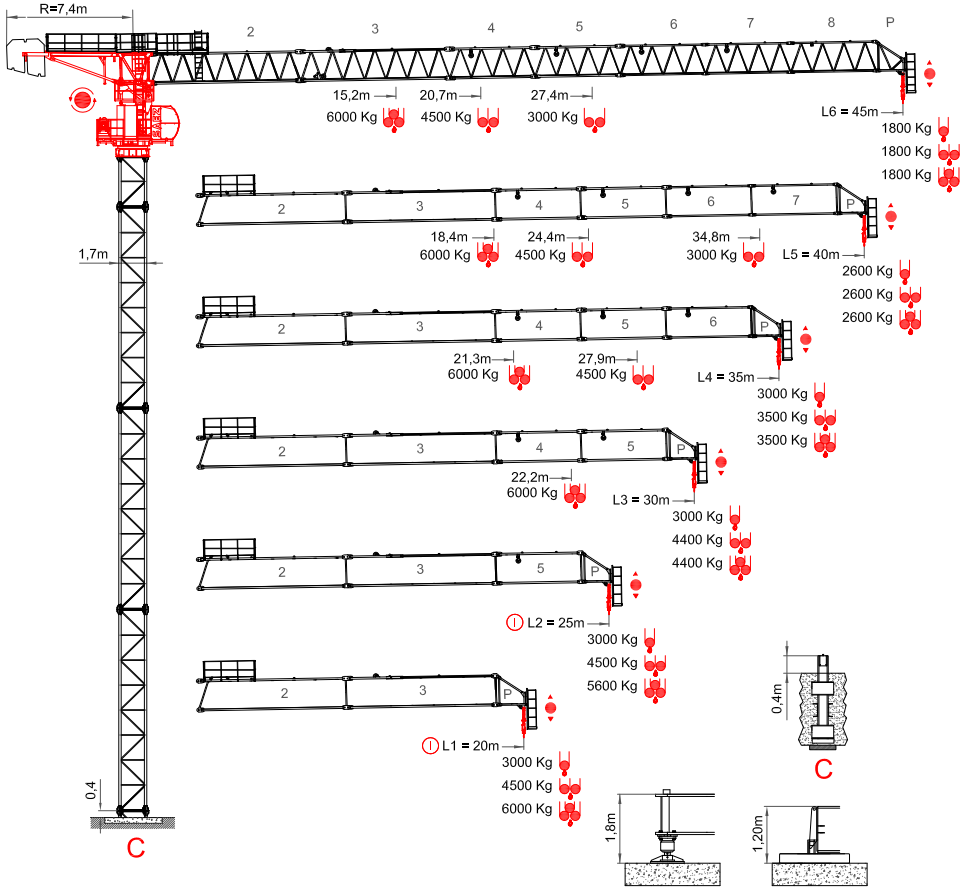 R=7,4m
2 3 4 5 6 7 8 P
SAEZ
15,2m 20,7m 27,4m
6000 Kg 4500 Kg 3000 Kg
L6 = 45m
1800 Kg
1800 Kg
1800 Kg
2 3 4 5 6 7 P
1,7m
18,4m 24,4m 34,8m
6000 Kg 4500 Kg 3000 Kg
L5 = 40m
2600 Kg
2600 Kg
2600 Kg
2 3 4 5 6 P
21,3m 27,9m
6000 Kg 4500 Kg
L4 = 35m
3000 Kg
3500 Kg
3500 Kg
2 3 4 5 P
22,2m
6000 Kg
L3 = 30m
3000 Kg
4400 Kg
4400 Kg
2 3 5 P
I L2 = 25m
3000 Kg
4500 Kg
5600 Kg
2 3 P
I L1 = 20m
3000 Kg
4500 Kg
6000 Kg
0,4m
C
0,4
C
1,8m
1,20m